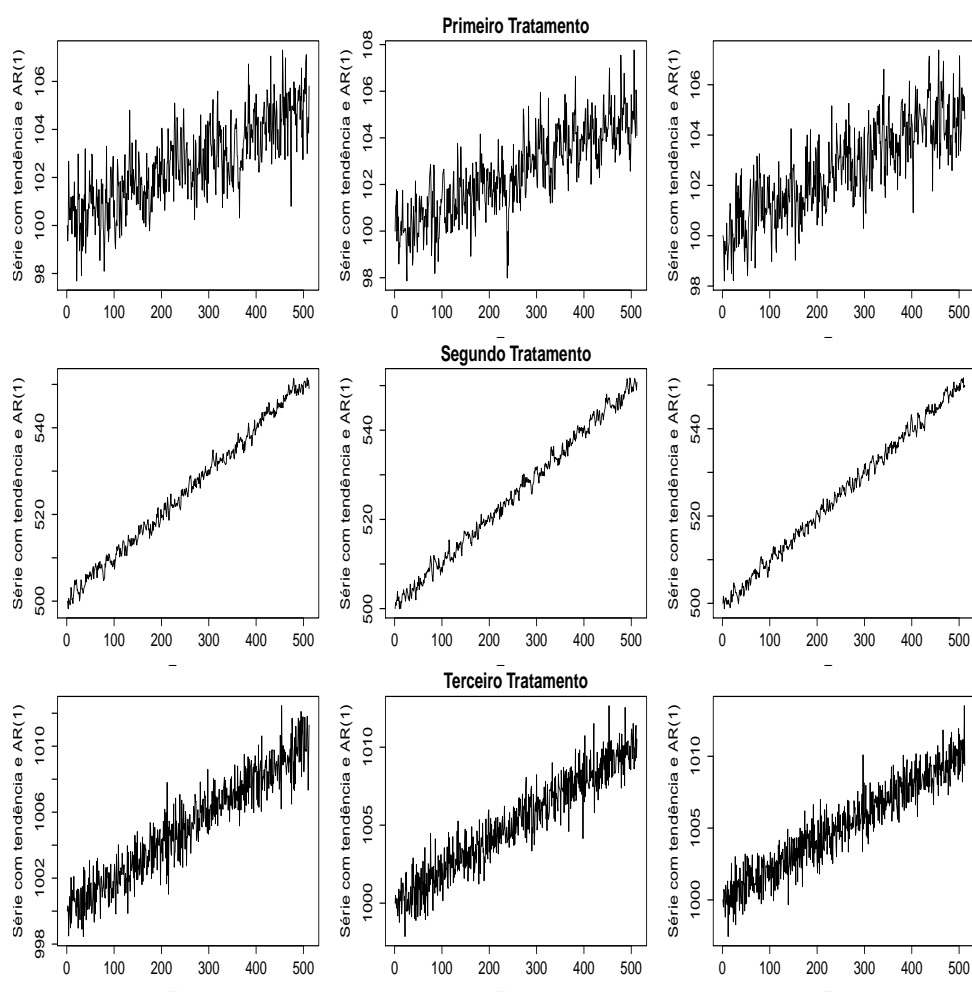 Primeiro Tratamento
Série com tendência e AR(1)
98 100 102 104 106
0 100 200 300 400 500
Série com tendência e AR(1)
98 100 102 104 106 108
0 100 200 300 400 500
Série com tendência e AR(1)
98 100 102 104 106
0 100 200 300 400 500
Segundo Tratamento
Série com tendência e AR(1)
500 520 540
0 100 200 300 400 500
Série com tendência e AR(1)
500 520 540
0 100 200 300 400 500
Série com tendência e AR(1)
500 520 540
0 100 200 300 400 500
Terceiro Tratamento
Série com tendência e AR(1)
998 1002 1006 1010
0 100 200 300 400 500
Série com tendência e AR(1)
1000 1005 1010
0 100 200 300 400 500
Série com tendência e AR(1)
1000 1005 1010
0 100 200 300 400 500